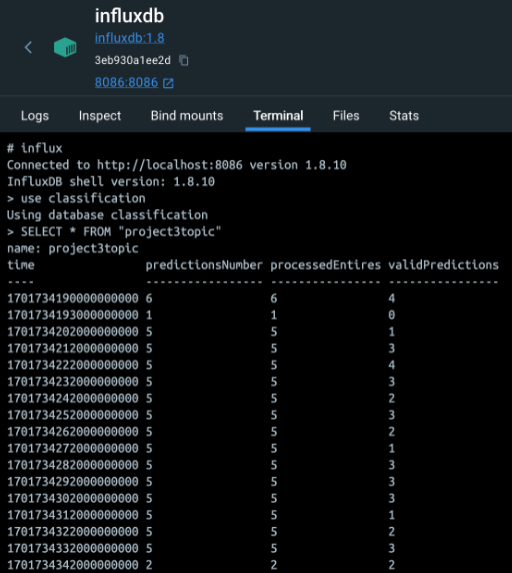 influxdb
influxdb:1.8
3eb930a1ee2d
8086:8086
Logs Inspect Bind mounts Terminal Files Stats
# influx
Connected to http://localhost:8086 version 1.8.10
InfluxDB shell version: 1.8.10
> use classification
Using database classification
> SELECT * FROM "project3topic"
name: project3topic
time predictionsNumber processedEntires validPredictions
---- ----------------- ---------------- ----------------
1701734190000000000 6 6 4
1701734193000000000 1 1 0
1701734202000000000 5 5 1
1701734212000000000 5 5 3
1701734222000000000 5 5 4
1701734232000000000 5 5 3
1701734242000000000 5 5 2
1701734252000000000 5 5 3
1701734262000000000 5 5 2
1701734272000000000 5 5 1
1701734282000000000 5 5 3
1701734292000000000 5 5 3
1701734302000000000 5 5 3
1701734312000000000 5 5 1
1701734322000000000 5 5 2
1701734332000000000 5 5 3
1701734342000000000 2 2 2